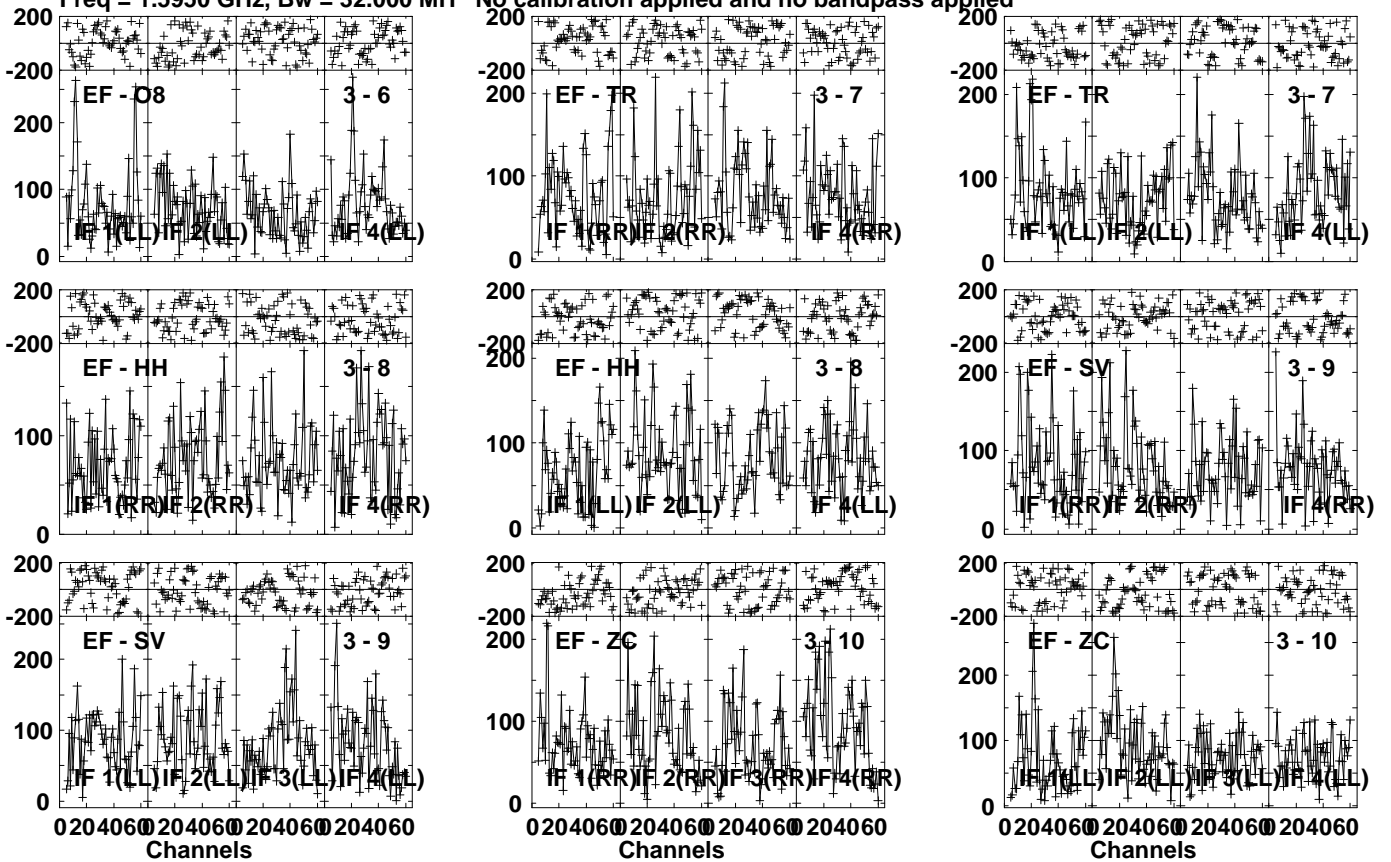 Freq = 1.5950 GHz, Bw = 32.000 MH No calibration applied and no bandpass applied
200
-200
EF - O8
3 - 6
200
100
0
IF 1(LL)
IF 2(LL)
IF 4(LL)
200
-200
EF - TR
3 - 7
200
100
0
IF 1(RR)
IF 2(RR)
IF 4(RR)
200
-200
EF - TR
3 - 7
200
100
0
IF 1(LL)
IF 2(LL)
IF 4(LL)
200
-200
EF - HH
3 - 8
100
0
IF 1(RR)
IF 2(RR)
IF 4(RR)
200
-200
EF - HH
3 - 8
200
100
0
IF 1(LL)
IF 2(LL)
IF 4(LL)
200
-200
EF - SV
3 - 9
200
100
0
IF 1(RR)
IF 2(RR)
IF 4(RR)
200
-200
EF - SV
3 - 9
200
100
0
IF 1(LL)
IF 2(LL)
IF 3(LL)
IF 4(LL)
0 20 40 60 0 20 40 60 0 20 40 60 0 20 40 60
Channels
200
-200
EF - ZC
3 - 10
200
100
0
IF 1(RR)
IF 2(RR)
IF 3(RR)
IF 4(RR)
0 20 40 60 0 20 40 60 0 20 40 60 0 20 40 60
Channels
200
-200
EF - ZC
3 - 10
200
100
0
IF 1(LL)
IF 2(LL)
IF 3(LL)
IF 4(LL)
0 20 40 60 0 20 40 60 0 20 40 60 0 20 40 60
Channels